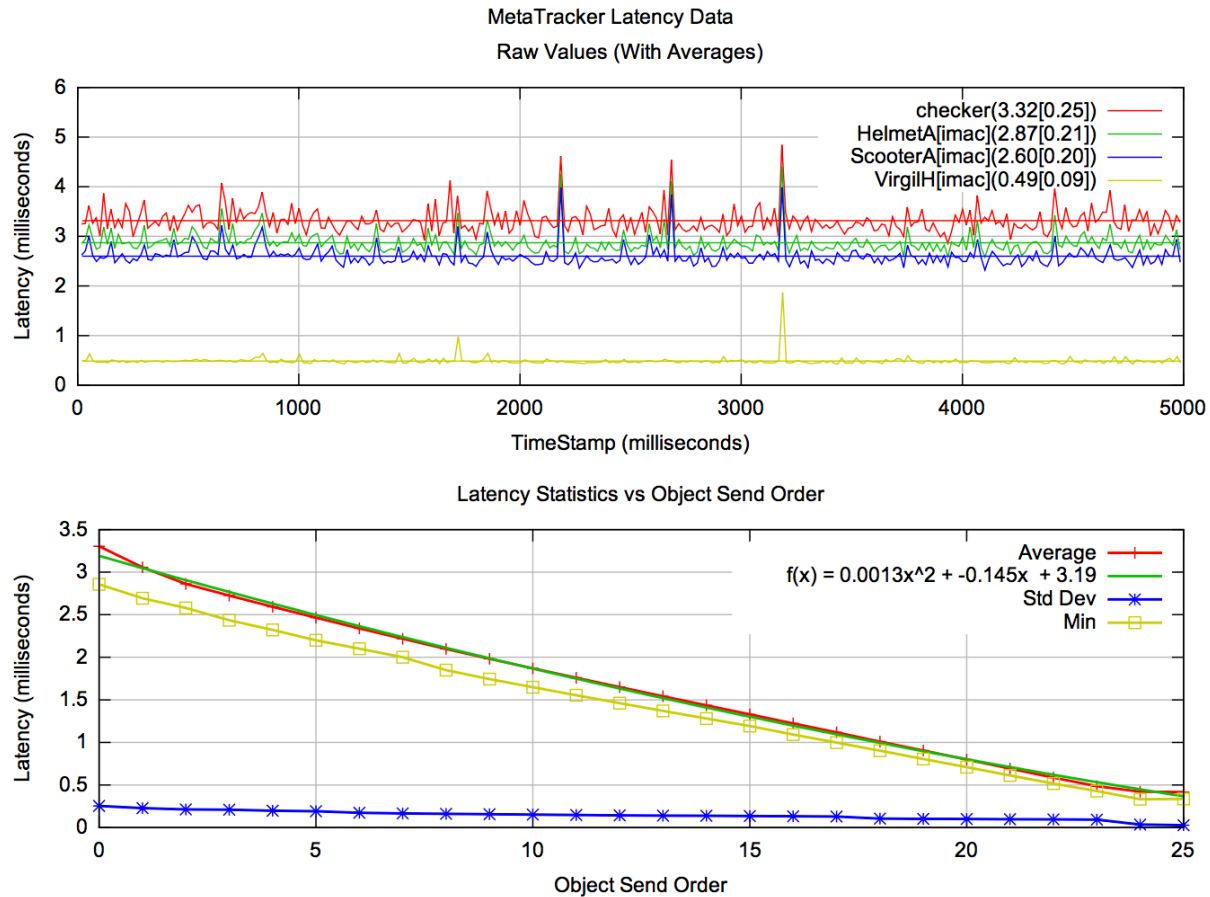 MetaTracker Latency Data
Raw Values (With Averages)
6
5
4
3
2
1
0
Latency (milliseconds)
checker(3.32[0.25])
HelmetA[imac](2.87[0.21])
ScooterA[imac](2.60[0.20])
VirgilH[imac](0.49[0.09])
0 1000 2000 3000 4000 5000
TimeStamp (milliseconds)
Latency Statistics vs Object Send Order
3.5
3
2.5
2
1.5
1
0.5
0
Latency (milliseconds)
Average
f(x) = 0.0013x^2 + -0.145x + 3.19
Std Dev
Min
0 5 10 15 20 25
Object Send Order